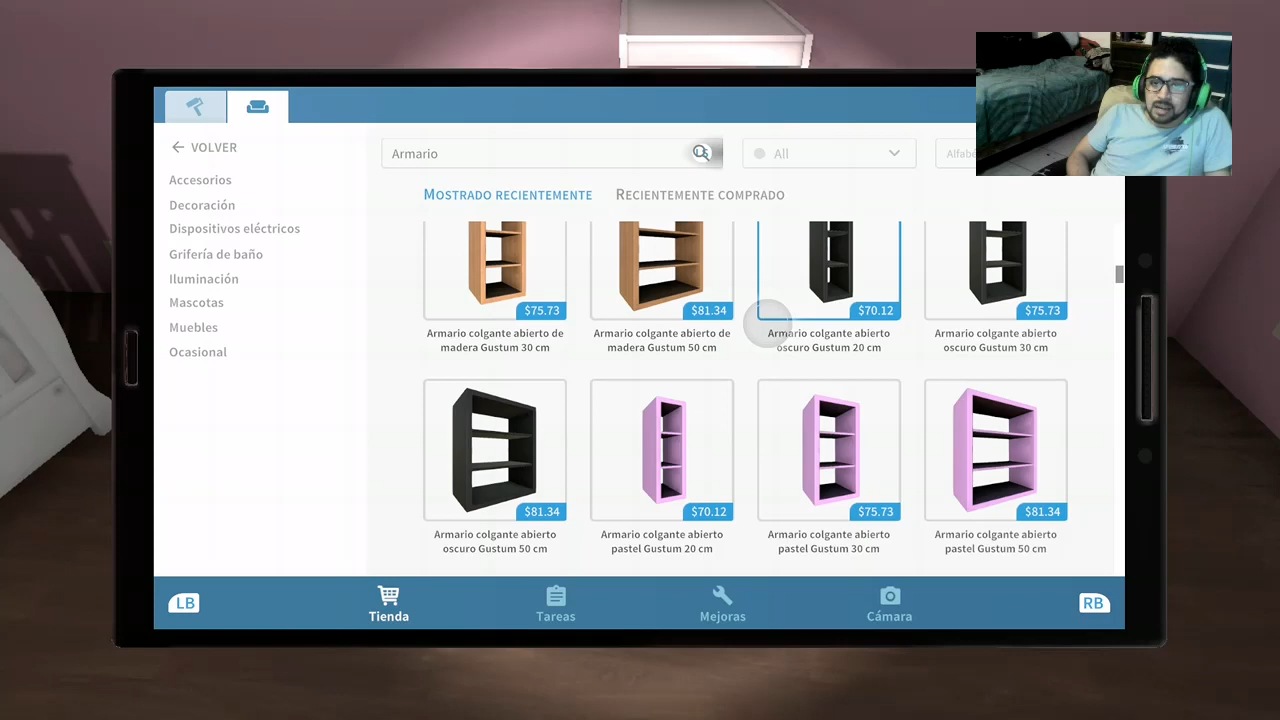 VOLVER
Accesorios
Decoración
Dispositivos eléctricos
Grifería de baño
Iluminación
Mascotas
Muebles
Ocasional
Armario
LS
All
Alfabé
MOSTRADO RECIENTEMENTE
RECIENTEMENTE COMPRADO
$75.73
$81.34
$70.12
$75.73
Armario colgante abierto de
madera Gustum 30 cm
Armario colgante abierto de
madera Gustum 50 cm
Armario colgante abierto
oscuro Gustum 20 cm
Armario colgante abierto
oscuro Gustum 30 cm
$81.34
$70.12
$75.73
$81.34
Armario colgante abierto
oscuro Gustum 50 cm
Armario colgante abierto
pastel Gustum 20 cm
Armario colgante abierto
pastel Gustum 30 cm
Armario colgante abierto
pastel Gustum 50 cm
LB
Tienda
Tareas
Mejoras
Cámara
RB